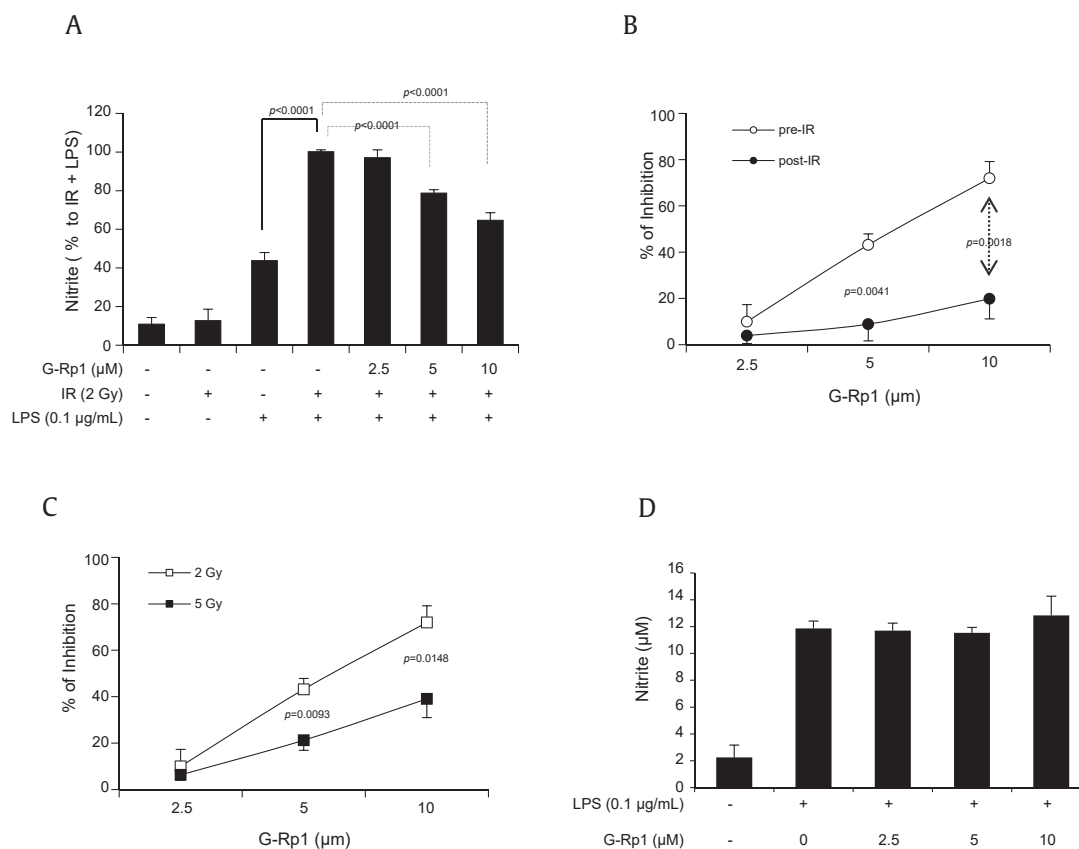 A
p<0.0001
p<0.0001
p<0.0001
Nitrite ( % to IR + LPS)
120
100
80
60
40
20
0
G-Rp1 (µM) - - - - 2.5 5 10
IR (2 Gy) - + - + + + +
LPS (0.1 µg/mL) - - + + + + +
B
% of Inhibition
100
80
60
40
20
0
pre-IR
post-IR
p=0.0018
p=0.0041
2.5 5 10
G-Rp1 (µm)
C
% of Inhibition
100
80
60
40
20
0
2 Gy
5 Gy
p=0.0148
p=0.0093
2.5 5 10
G-Rp1 (µm)
D
Nitrite (µM)
16
14
12
10
8
6
4
2
0
LPS (0.1 µg/mL) - + + + +
G-Rp1 (µM) - 0 2.5 5 10